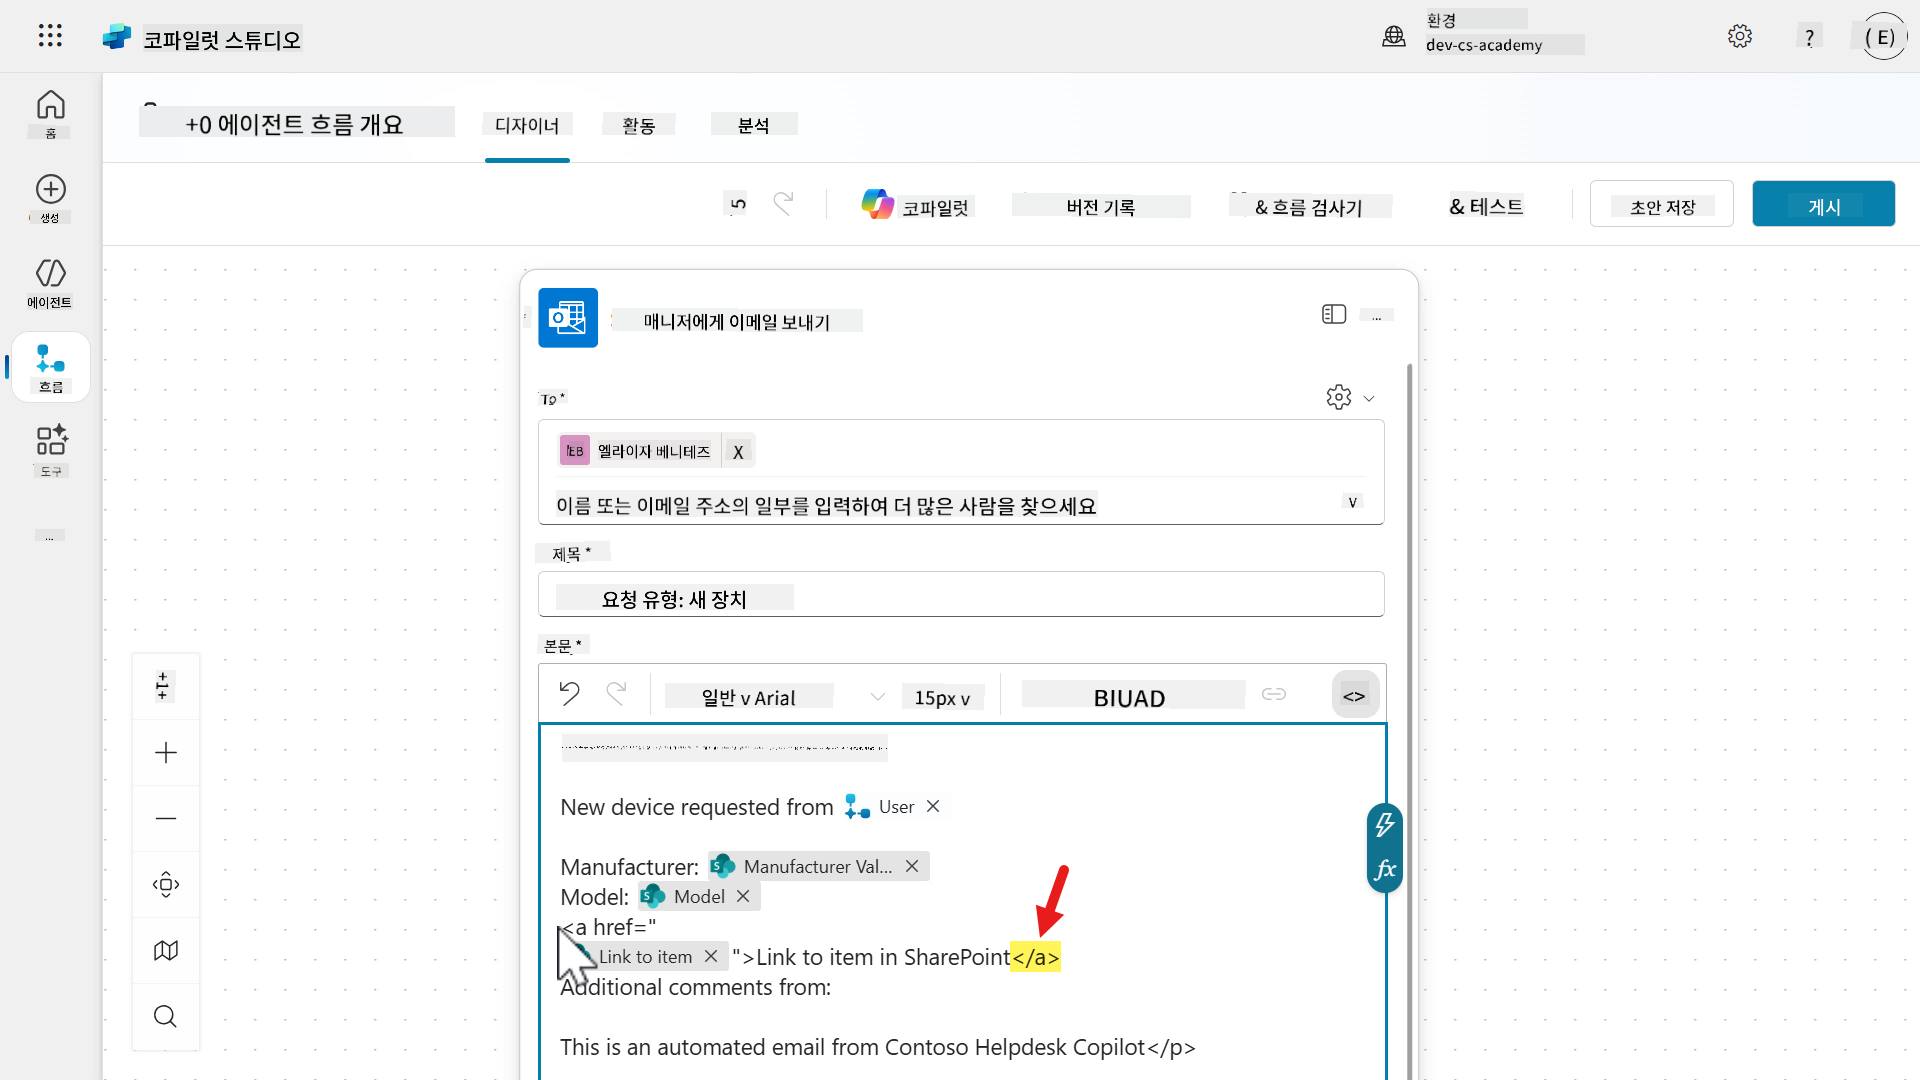 코파일럿 스튜디오
환경
dev-cs-academy
?
( E)
홈
+0 에이전트 흐름 개요
디자이너
활동
분석
생성
5
코파일럿
버전 기록
& 흐름 검사기
& 테스트
초안 저장
게시
에이전트
흐름
도구
...
매니저에게 이메일 보내기
...
To *
EB
엘라이자 베니테즈
X
이름 또는 이메일 주소의 일부를 입력하여 더 많은 사람을 찾으세요
V
제목 *
요청 유형: 새 장치
본문 *
일반 v Arial
15px v
BIUAD
<>
New device requested from User ×
Manufacturer: Manufacturer Val... ×
Model: Model ×
<a href="
Link to item × ">Link to item in SharePoint</a>
Additional comments from:
This is an automated email from Contoso Helpdesk Copilot</p>
fx